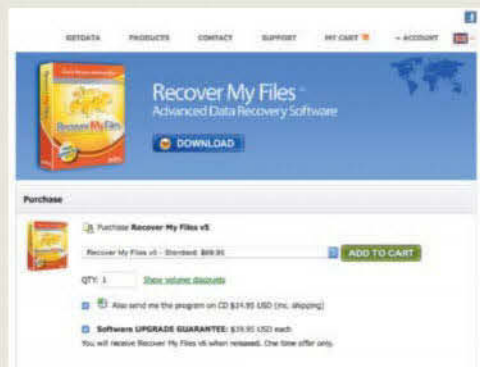 GETDATA PRODUCTS CONTACT SUPPORT MY CART ACCOUNT
Recover My Files
Advanced Data Recovery Software
Recover My Files
DOWNLOAD
Purchase
Purchase Recover My Files v5
Recover My Files v5 - Standard $69.95
ADD TO CART
QTY: 1 Show volume discounts
Also send me the program on CD $24.95 USD (inc. shipping)
Software UPGRADE GUARANTEE: $39.95 USD each
You will receive Recover My Files v6 when released. One time offer only.